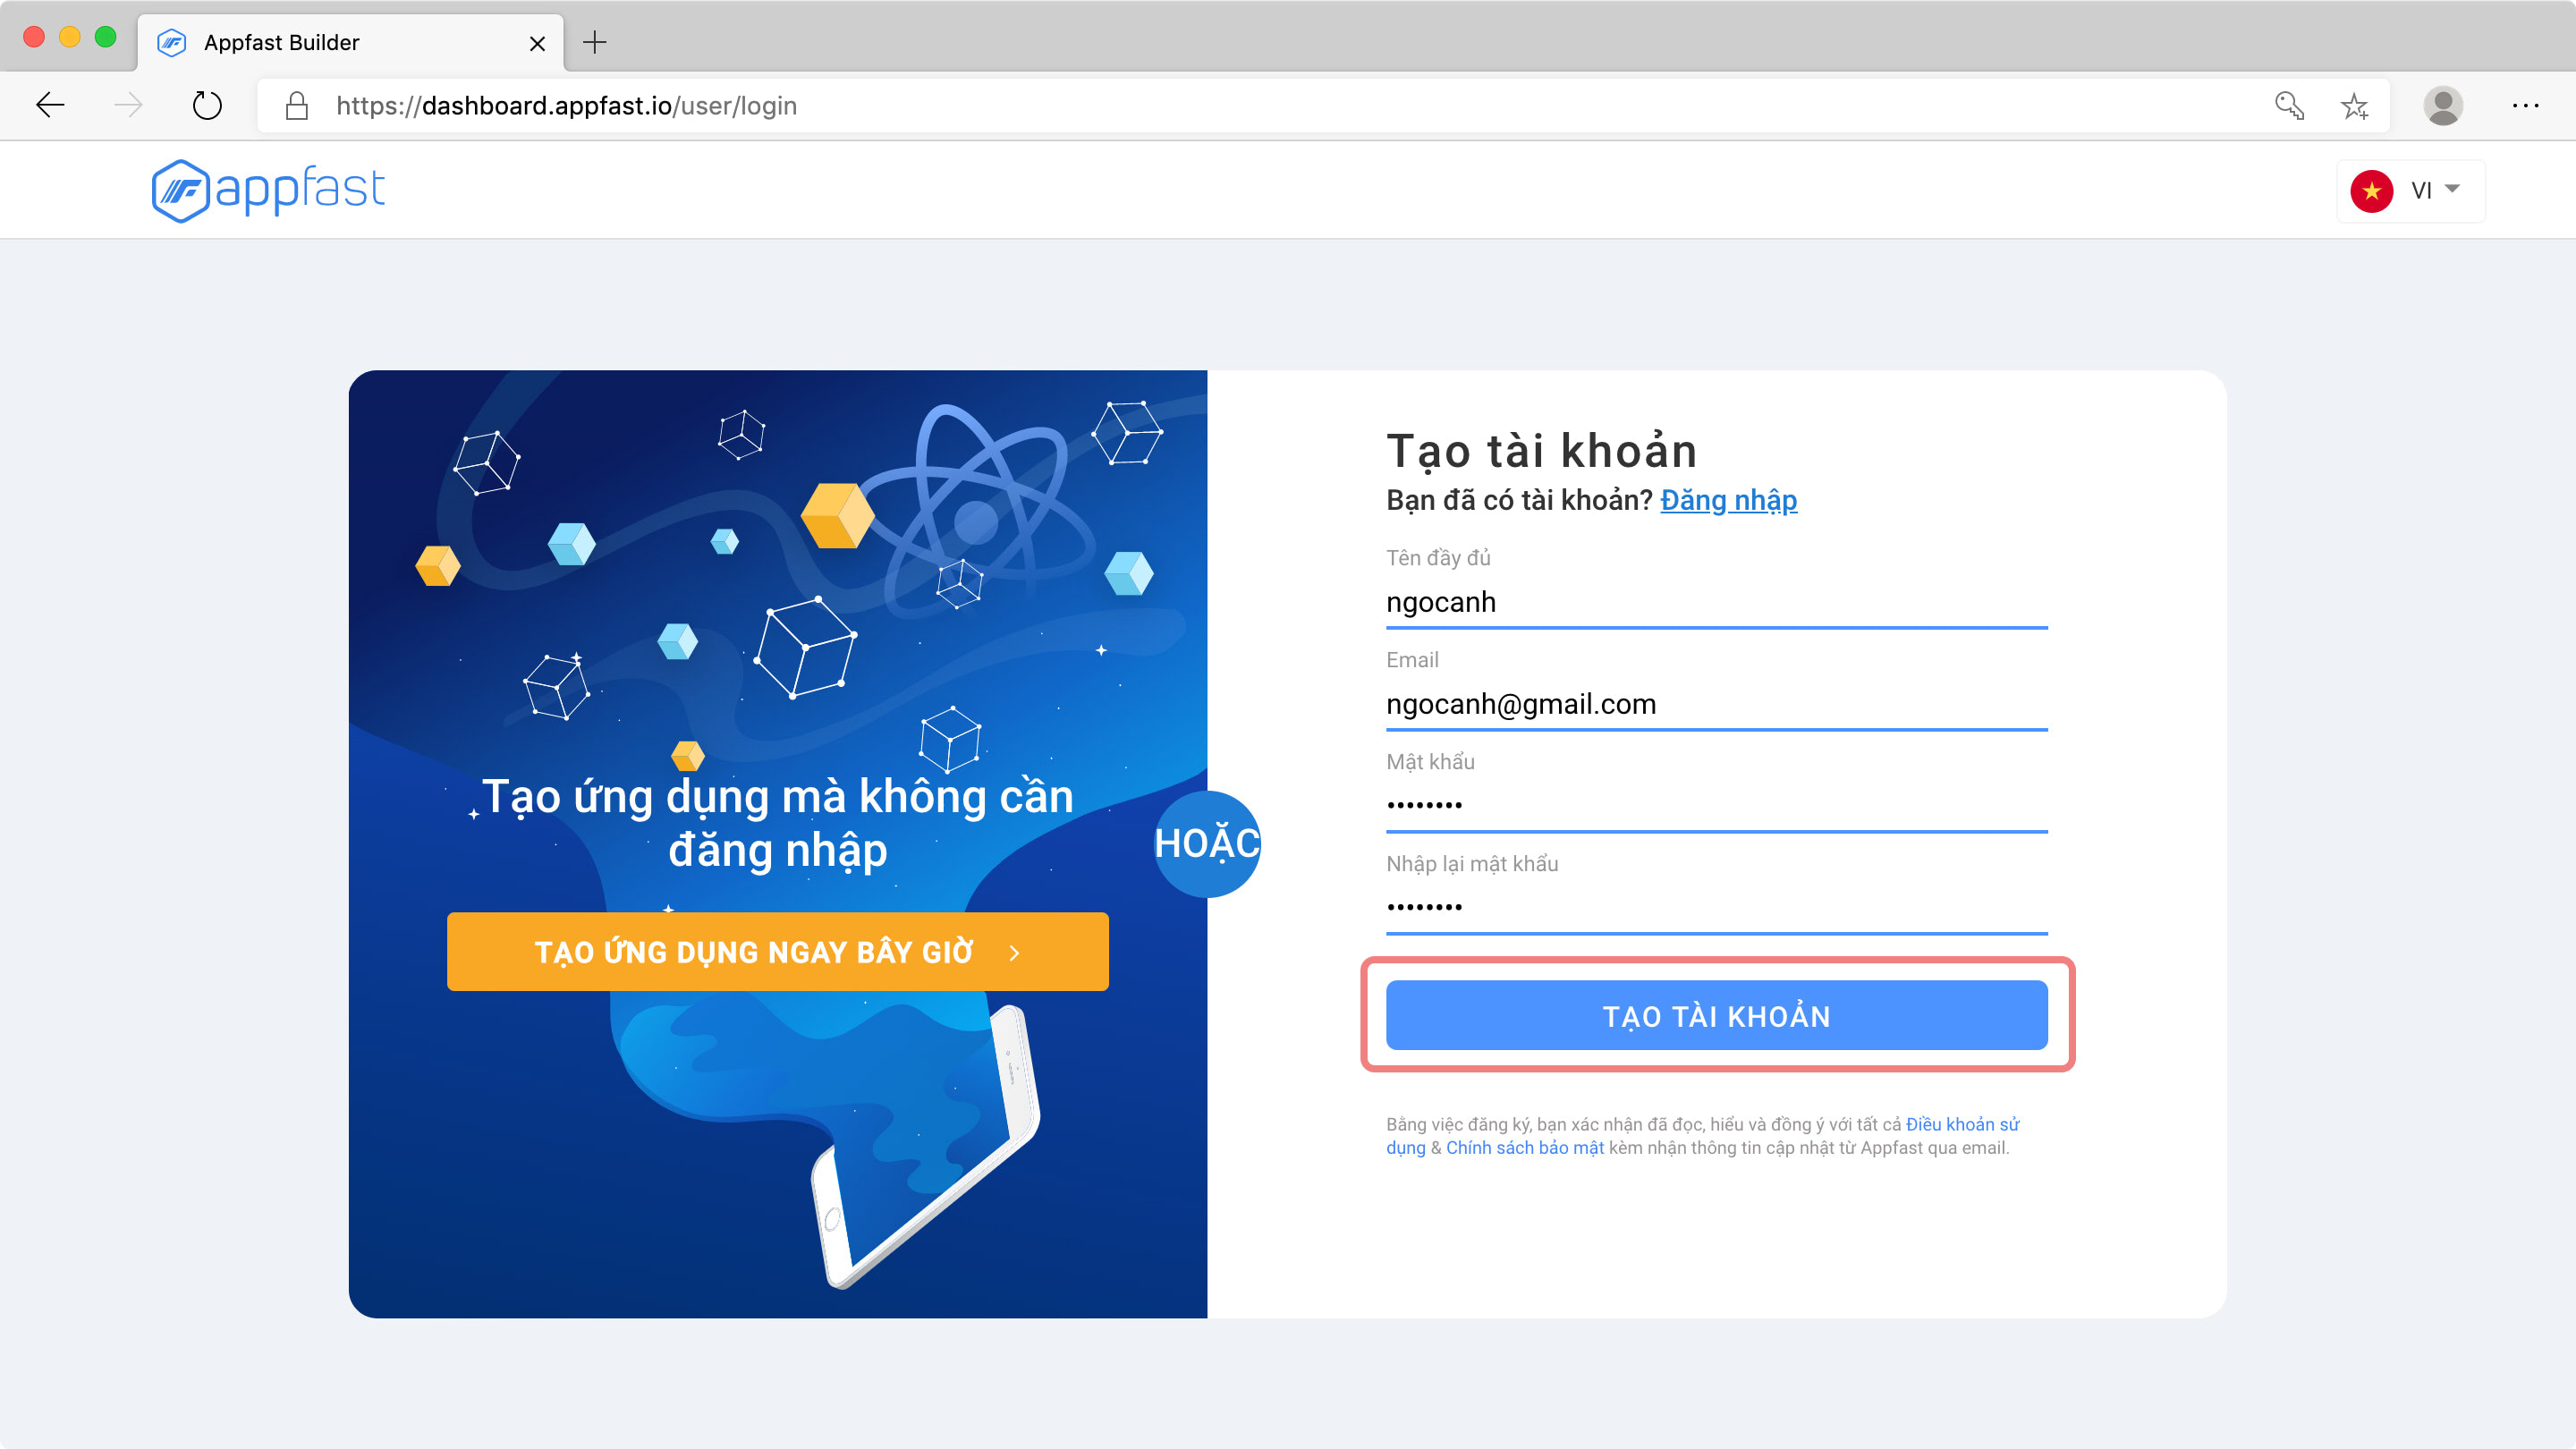 Appfast Builder
https://dashboard.appfast.io/user/login
appfast
VI
Tạo ứng dụng mà không cần
đăng nhập
TẠO ỨNG DỤNG NGAY BÂY GIỜ
HOẶC
Tạo tài khoản
Bạn đã có tài khoản? Đăng nhập
Tên đầy đủ
ngocanh
Email
ngocanh@gmail.com
Mật khẩu
••••••••
Nhập lại mật khẩu
••••••••
TẠO TÀI KHOẢN
Bằng việc đăng ký, bạn xác nhận đã đọc, hiểu và đồng ý với tất cả Điều khoản sử
dụng & Chính sách bảo mật kèm nhận thông tin cập nhật từ Appfast qua email.